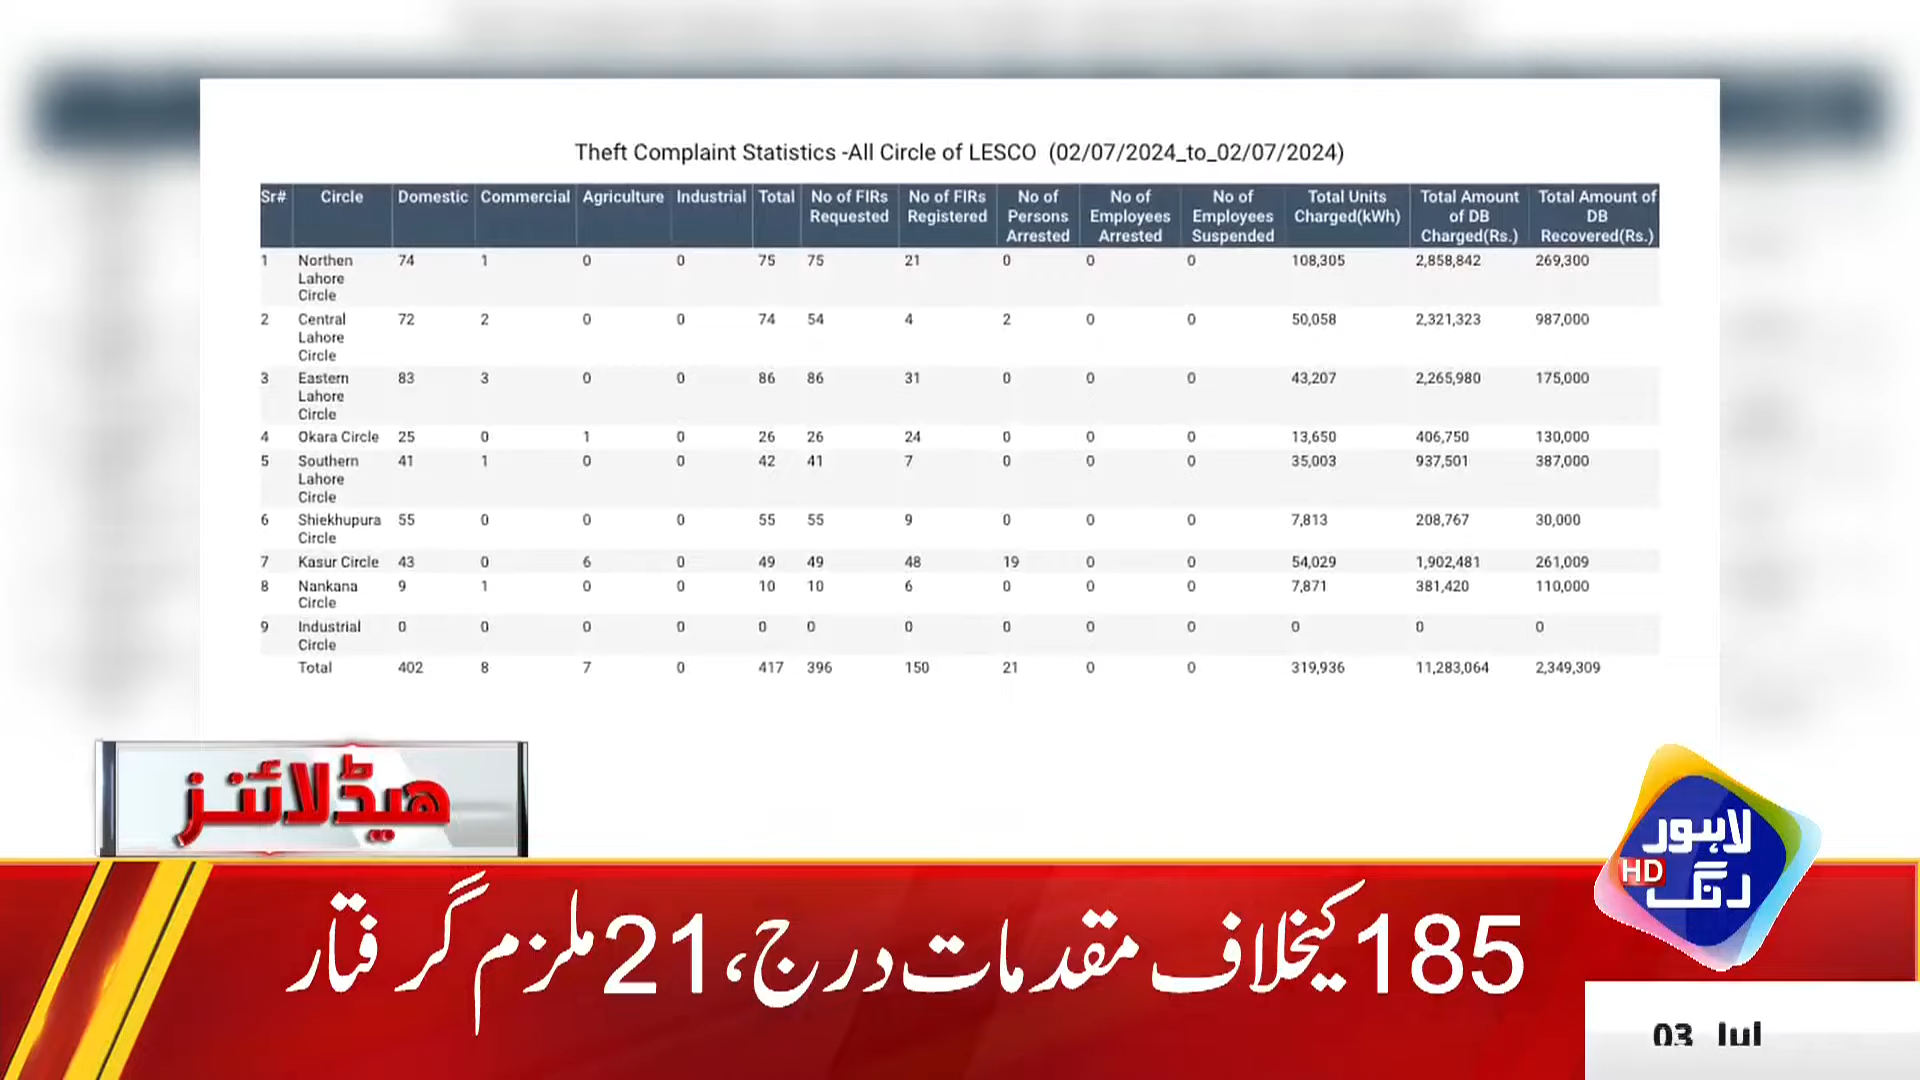 Theft Complaint Statistics -All Circle of LESCO (02/07/2024_to_02/07/2024)
Sr# Circle Domestic Commercial Agriculture Industrial Total No of FIRs Requested No of FIRs Registered No of Persons Arrested No of Employees Arrested No of Employees Suspended Total Units Charged(kWh) Total Amount of DB Charged(Rs.) Total Amount of DB Recovered(Rs.)
1 Northen Lahore Circle 74 1 0 0 75 75 21 0 0 0 108,305 2,858,842 269,300
2 Central Lahore Circle 72 2 0 0 74 54 4 2 0 0 50,058 2,321,323 987,000
3 Eastern Lahore Circle 83 3 0 0 86 86 31 0 0 0 43,207 2,265,980 175,000
4 Okara Circle 25 0 1 0 26 26 24 0 0 0 13,650 406,750 130,000
5 Southern Lahore Circle 41 1 0 0 42 41 7 0 0 0 35,003 937,501 387,000
6 Shiekhupura Circle 55 0 0 0 55 55 9 0 0 0 7,813 208,767 30,000
7 Kasur Circle 43 0 6 0 49 49 48 19 0 0 54,029 1,902,481 261,009
8 Nankana Circle 9 1 0 0 10 10 6 0 0 0 7,871 381,420 110,000
9 Industrial Circle 0 0 0 0 0 0 0 0 0 0 0 0 0
Total 402 8 7 0 417 396 150 21 0 0 319,936 11,283,064 2,349,309
ہیڈلائنز
لاہور
رنگ
HD
185 کیخلاف مقدمات درج، 21 ملزم گرفتار
03 Jul